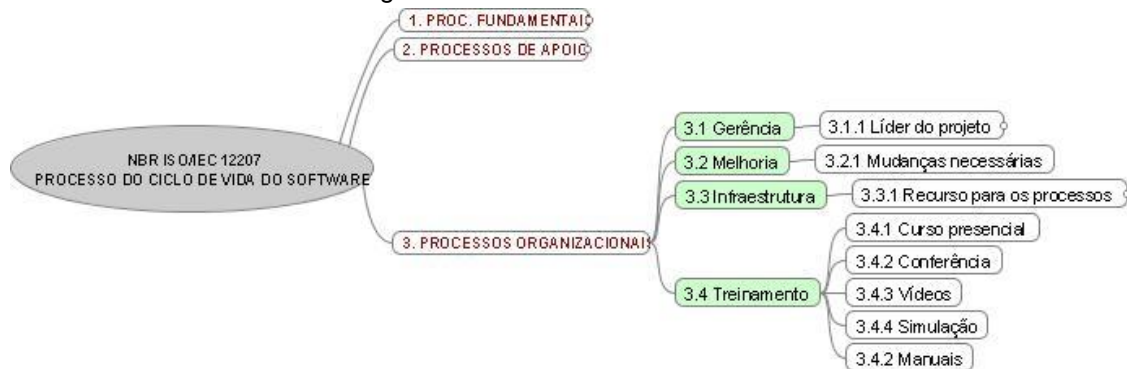 1. PROC. FUNDAMENTAIS
2. PROCESSOS DE APOIO
NBR ISO/IEC 12207
PROCESSO DO CICLO DE VIDA DO SOFTWARE
3. PROCESSOS ORGANIZACIONAIS
3.1 Gerência
3.1.1 Líder do projeto
3.2 Melhoria
3.2.1 Mudanças necessárias
3.3 Infraestrutura
3.3.1 Recurso para os processos
3.4 Treinamento
3.4.1 Curso presencial
3.4.2 Conferência
3.4.3 Vídeos
3.4.4 Simulação
3.4.2 Manuais